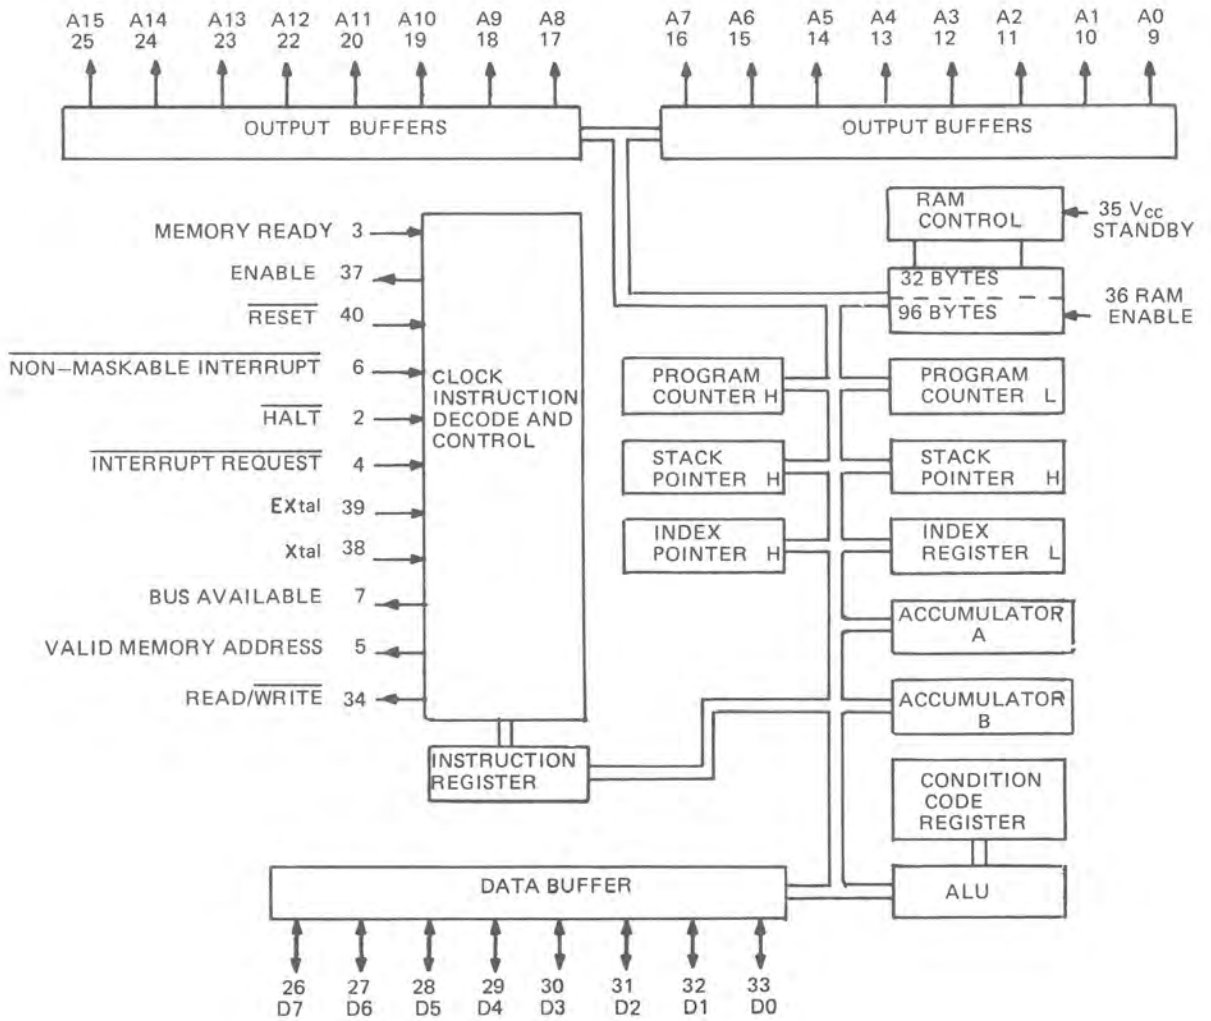 A15 A14 A13 A12 A11 A10 A9 A8 A7 A6 A5 A4 A3 A2 A1 A0
25 24 23 22 20 19 18 17 16 15 14 13 12 11 10 9
OUTPUT BUFFERS
OUTPUT BUFFERS
RAM
CONTROL
35 Vcc
STANDBY
32 BYTES
96 BYTES
36 RAM
ENABLE
MEMORY READY 3
ENABLE 37
RESET 40
NON-MASKABLE INTERRUPT 6
HALT 2
INTERRUPT REQUEST 4
EXtal 39
Xtal 38
BUS AVAILABLE 7
VALID MEMORY ADDRESS 5
READ/WRITE 34
CLOCK
INSTRUCTION
DECODE AND
CONTROL
PROGRAM
COUNTER H
PROGRAM
COUNTER L
STACK
POINTER H
STACK
POINTER H
INDEX
POINTER H
INDEX
REGISTER L
ACCUMULATOR
A
ACCUMULATOR
B
INSTRUCTION
REGISTER
CONDITION
CODE
REGISTER
DATA BUFFER
ALU
26 27 28 29 30 31 32 33
D7 D6 D5 D4 D3 D2 D1 D0